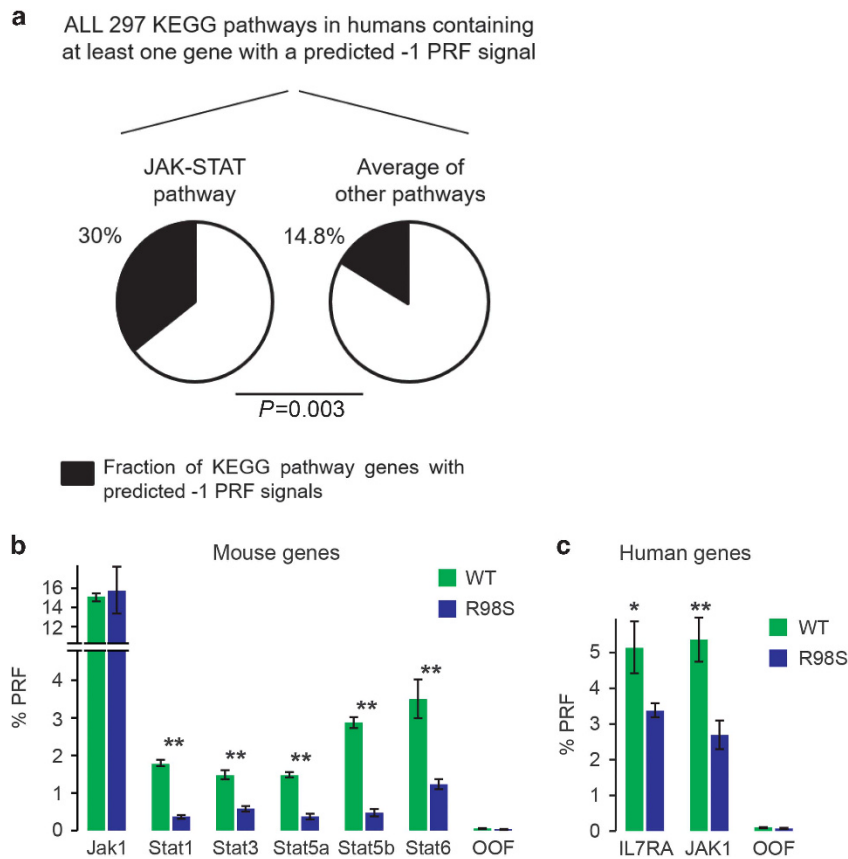 a
ALL 297 KEGG pathways in humans containing
at least one gene with a predicted -1 PRF signal
JAK-STAT
pathway
Average of
other pathways
30%
14.8%
P=0.003
Fraction of KEGG pathway genes with
predicted -1 PRF signals
b
Mouse genes
WT
R98S
% PRF
16
14
12
4
3
2
1
0
**
**
**
**
**
Jak1 Stat1 Stat3 Stat5a Stat5b Stat6 OOF
c
Human genes
WT
R98S
% PRF
5
4
3
2
1
0
*
**
IL7RA JAK1 OOF